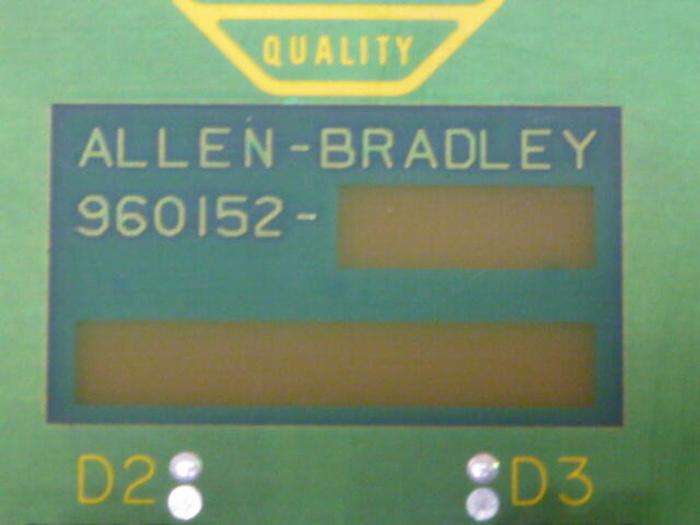 QUALITY
ALLEN-BRADLEY
960152-
D2
D3